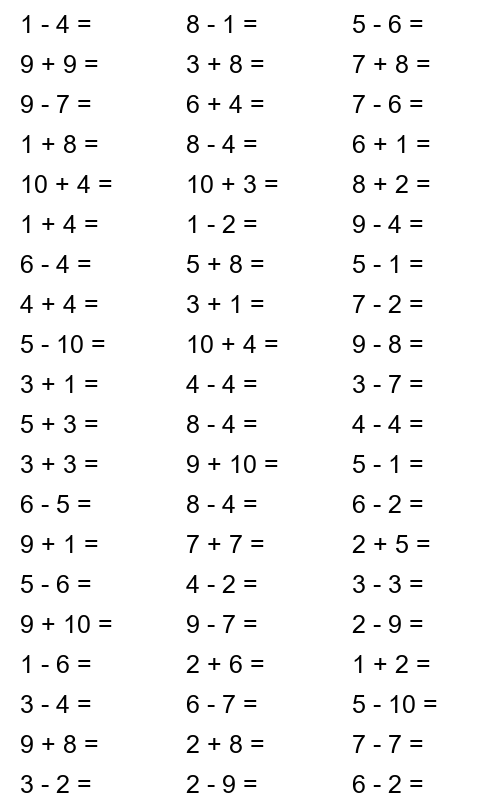 1 - 4 = 8 - 1 = 5 - 6 =
9 + 9 = 3 + 8 = 7 + 8 =
9 - 7 = 6 + 4 = 7 - 6 =
1 + 8 = 8 - 4 = 6 + 1 =
10 + 4 = 10 + 3 = 8 + 2 =
1 + 4 = 1 - 2 = 9 - 4 =
6 - 4 = 5 + 8 = 5 - 1 =
4 + 4 = 3 + 1 = 7 - 2 =
5 - 10 = 10 + 4 = 9 - 8 =
3 + 1 = 4 - 4 = 3 - 7 =
5 + 3 = 8 - 4 = 4 - 4 =
3 + 3 = 9 + 10 = 5 - 1 =
6 - 5 = 8 - 4 = 6 - 2 =
9 + 1 = 7 + 7 = 2 + 5 =
5 - 6 = 4 - 2 = 3 - 3 =
9 + 10 = 9 - 7 = 2 - 9 =
1 - 6 = 2 + 6 = 1 + 2 =
3 - 4 = 6 - 7 = 5 - 10 =
9 + 8 = 2 + 8 = 7 - 7 =
3 - 2 = 2 - 9 = 6 - 2 =